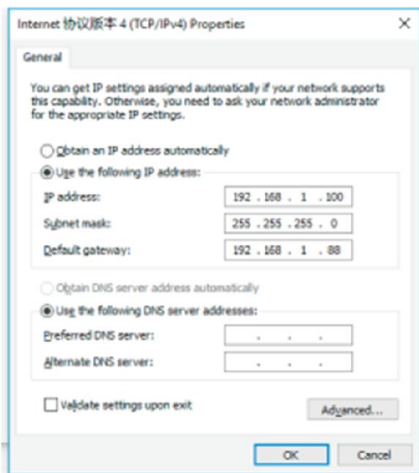 Internet 协议版本 4 (TCP/IPv4) Properties
General
You can get IP settings assigned automatically if your network supports
this capability. Otherwise, you need to ask your network administrator
for the appropriate IP settings.
Obtain an IP address automatically
Use the following IP address:
IP address: 192 . 168 . 1 . 100
Subnet mask: 255 . 255 . 255 . 0
Default gateway: 192 . 168 . 1 . 88
Obtain DNS server address automatically
Use the following DNS server addresses:
Preferred DNS server: . . .
Alternate DNS server: . . .
Validate settings upon exit
Advanced...
OK Cancel